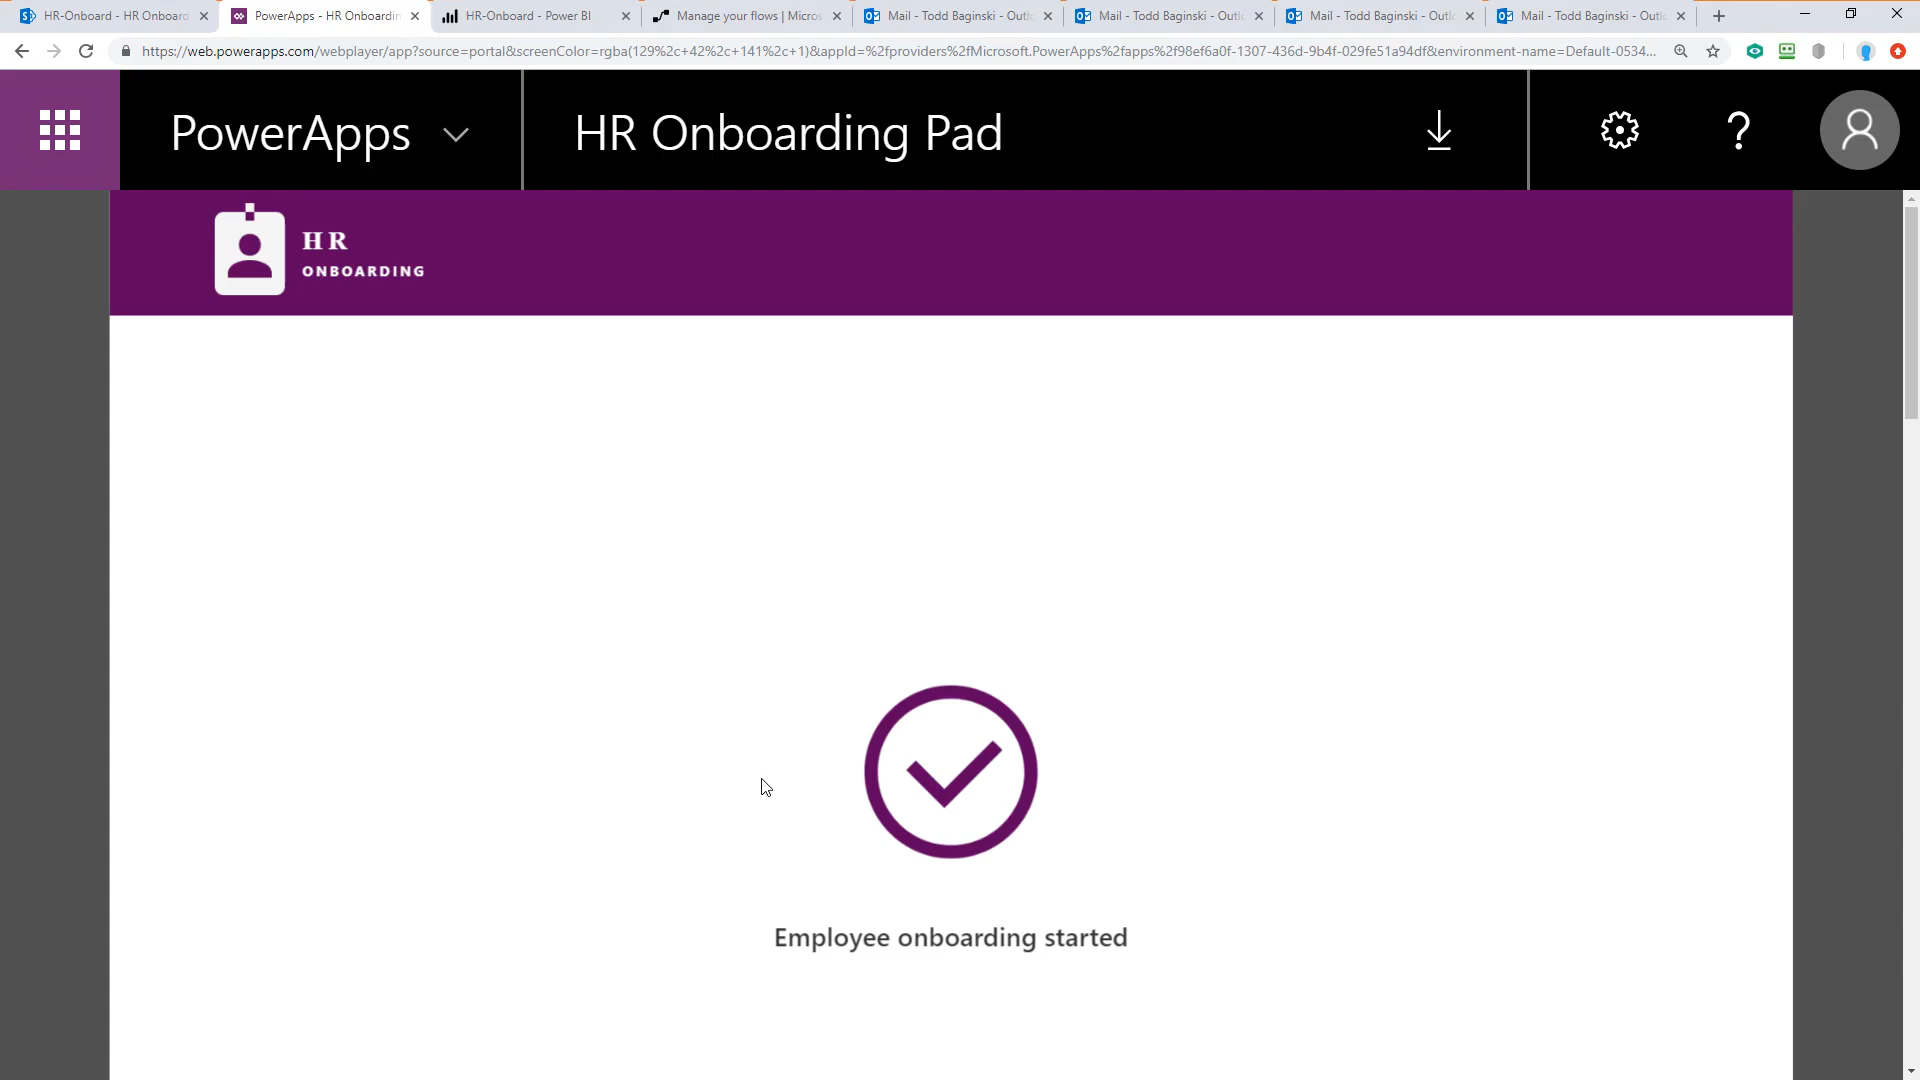 HR-Onboard - HR Onboard
PowerApps - HR Onboardin
HR-Onboard - Power BI
Manage your flows | Micros
Mail - Todd Baginski - Outlo
Mail - Todd Baginski - Outlo
Mail - Todd Baginski - Outlo
Mail - Todd Baginski - Outlo
https://web.powerapps.com/webplayer/app?source=portal&screenColor=rgba(129%2c+42%2c+141%2c+1)&appId=%2fproviders%2fMicrosoft.PowerApps%2fapps%2f98ef6a0f-1307-436d-9b4f-029fe51a94df&environment-name=Default-0534...
PowerApps
HR Onboarding Pad
HR
ONBOARDING
Employee onboarding started